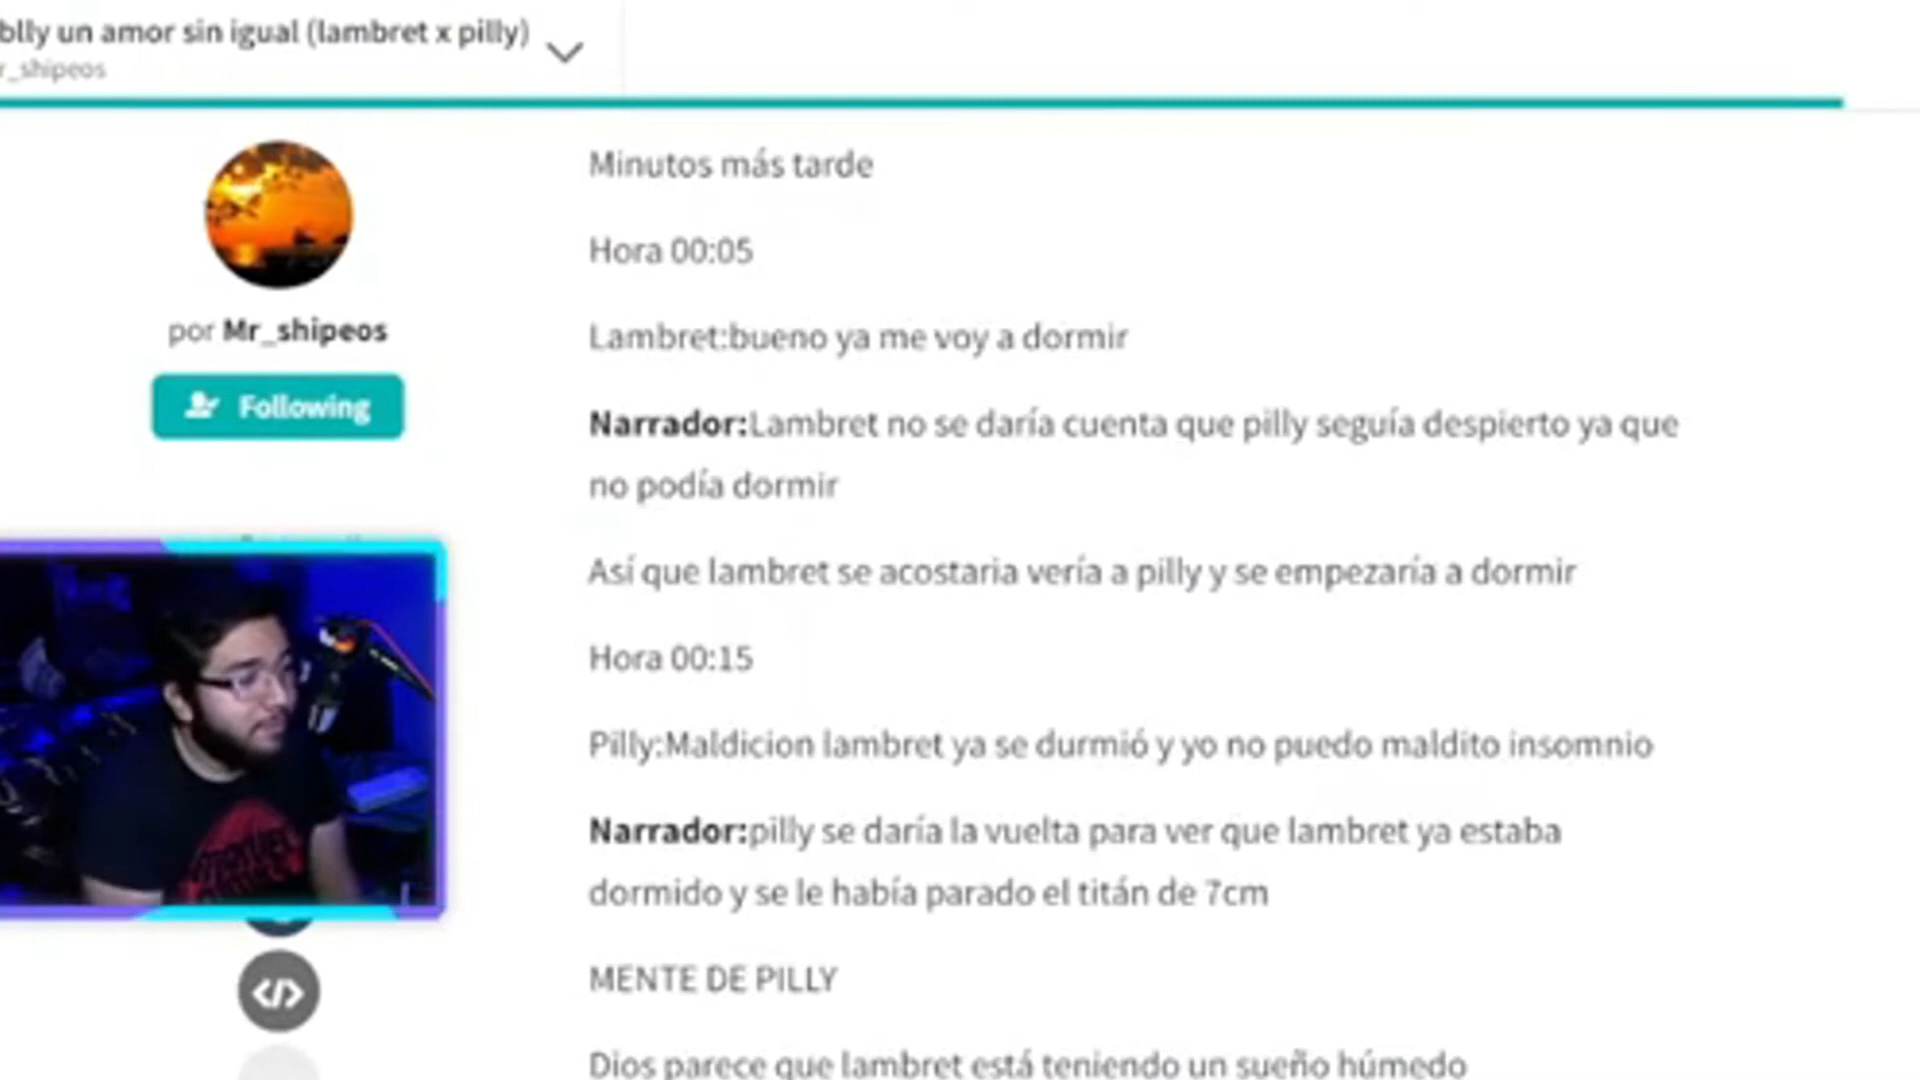 blly un amor sin igual (lambret x pilly)
r_shipeos
Minutos más tarde
Hora 00:05
por Mr_shipeos
Lambret:bueno ya me voy a dormir
Following
Narrador:Lambret no se daría cuenta que pilly seguía despierto ya que
no podía dormir
Así que lambret se acostaria vería a pilly y se empezaría a dormir
Hora 00:15
Pilly:Maldicion lambret ya se durmió y yo no puedo maldito insomnio
Narrador:pilly se daría la vuelta para ver que lambret ya estaba
dormido y se le había parado el titán de 7cm
MENTE DE PILLY
Dios parece que lambret está teniendo un sueño húmedo